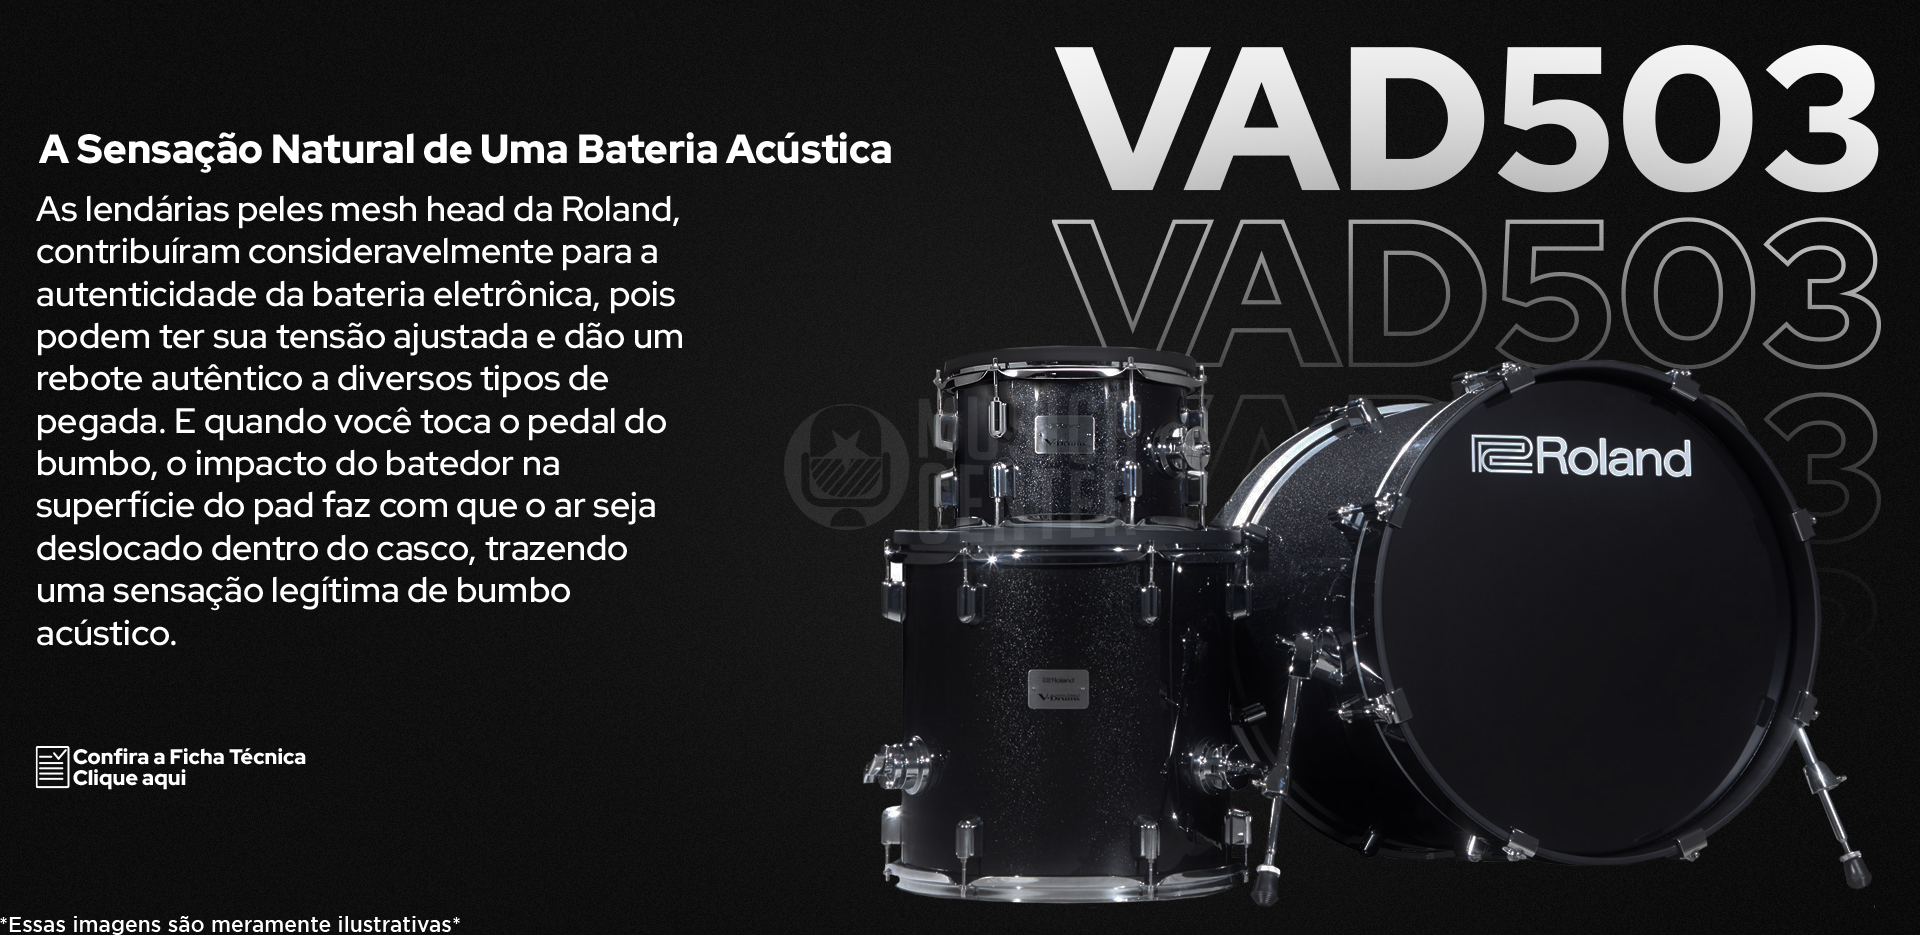 VAD503
VAD503
A Sensação Natural de Uma Bateria Acústica
As lendárias peles mesh head da Roland,
contribuíram consideravelmente para a
autenticidade da bateria eletrônica, pois
podem ter sua tensão ajustada e dão um
rebote autêntico a diversos tipos de
pegada. E quando você toca o pedal do
bumbo, o impacto do batedor na
superfície do pad faz com que o ar seja
deslocado dentro do casco, trazendo
uma sensação legítima de bumbo
acústico.
Roland
Roland
V-Drums
Confira a Ficha Técnica
Clique aqui
*Essas imagens são meramente ilustrativas*